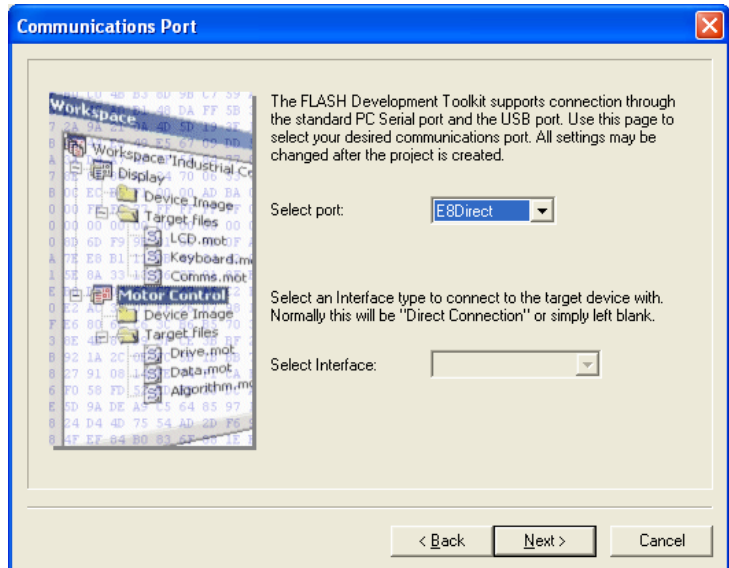 Communications Port
The FLASH Development Toolkit supports connection through
the standard PC Serial port and the USB port. Use this page to
select your desired communications port. All settings may be
changed after the project is created.
Select port:
E8Direct
Select an Interface type to connect to the target device with.
Normally this will be "Direct Connection" or simply left blank.
Select Interface:
Workspace
Workspace 'Industrial Co
Display
Device Image
Target files
LCD.mot
Keyboard.m
Comms.mot
Motor Control
Device Image
Target files
Drive.mot
Data.mot
Algorithm.mo
< Back
Next >
Cancel